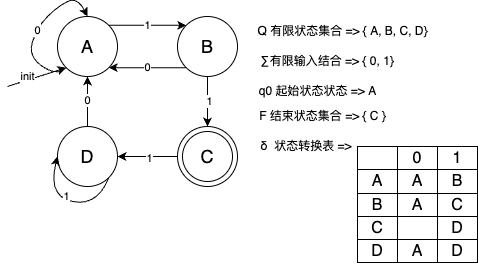 0
1
A
B
init
0
0
1
D
C
1
1
Q 有限状态集合 => { A, B, C, D}
∑有限输入结合 => { 0, 1}
q0 起始状态状态 => A
F 结束状态集合 => { C }
δ 状态转换表 =>
0 1
A A B
B A C
C D
D A D